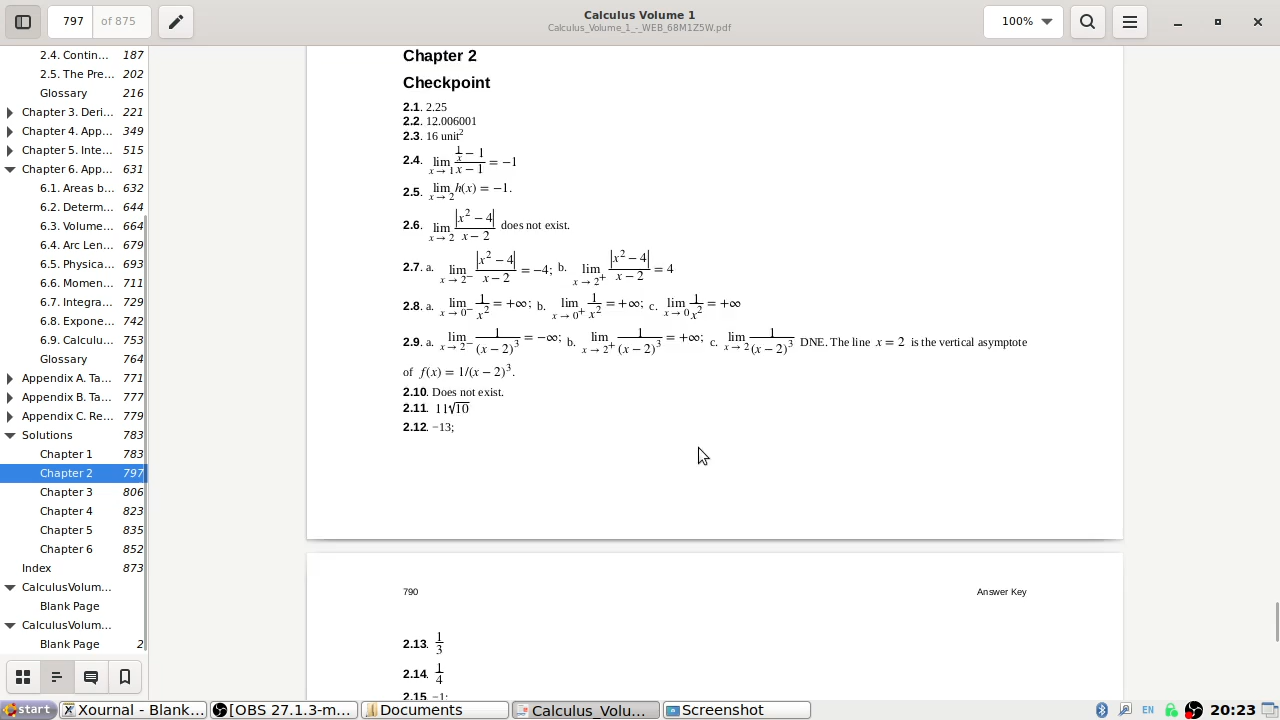 797 of 875
Calculus Volume 1
Calculus_Volume_1_-_WEB_68M1Z5W.pdf
100%
2.4. Contin... 187
2.5. The Pre... 202
Glossary 216
Chapter 3. Deri... 221
Chapter 4. App... 349
Chapter 5. Inte... 515
Chapter 6. App... 631
6.1. Areas b... 632
6.2. Determ... 644
6.3. Volume... 664
6.4. Arc Len... 679
6.5. Physica... 693
6.6. Momen... 711
6.7. Integra... 729
6.8. Expone... 742
6.9. Calculu... 753
Glossary 764
Appendix A. Ta... 771
Appendix B. Ta... 777
Appendix C. Re... 779
Solutions 783
Chapter 1 783
Chapter 2 797
Chapter 3 806
Chapter 4 823
Chapter 5 835
Chapter 6 852
Index 873
CalculusVolum...
Blank Page
CalculusVolum...
Blank Page 2
Chapter 2
Checkpoint
2.1. 2.25
2.2. 12.006001
2.3. 16 unit²
2.4. lim x → 1 (1/x − 1)/(x − 1) = −1
2.5. lim x → 2 h(x) = −1.
2.6. lim x → 2 |x² − 4|/(x − 2) does not exist.
2.7. a. lim x → 2⁻ |x² − 4|/(x − 2) = −4; b. lim x → 2⁺ |x² − 4|/(x − 2) = 4
2.8. a. lim x → 0⁻ 1/x² = +∞; b. lim x → 0⁺ 1/x² = +∞; c. lim x → 0 1/x² = +∞
2.9. a. lim x → 2⁻ 1/(x − 2)³ = −∞; b. lim x → 2⁺ 1/(x − 2)³ = +∞; c. lim x → 2 1/(x − 2)³ DNE. The line x = 2 is the vertical asymptote
of f(x) = 1/(x − 2)³.
2.10. Does not exist.
2.11. 11√10
2.12. −13;
790 Answer Key
2.13. 1/3
2.14. 1/4
2.15. −1;
start Xournal - Blank... [OBS 27.1.3-m... Documents Calculus_Volu... Screenshot EN 20:23